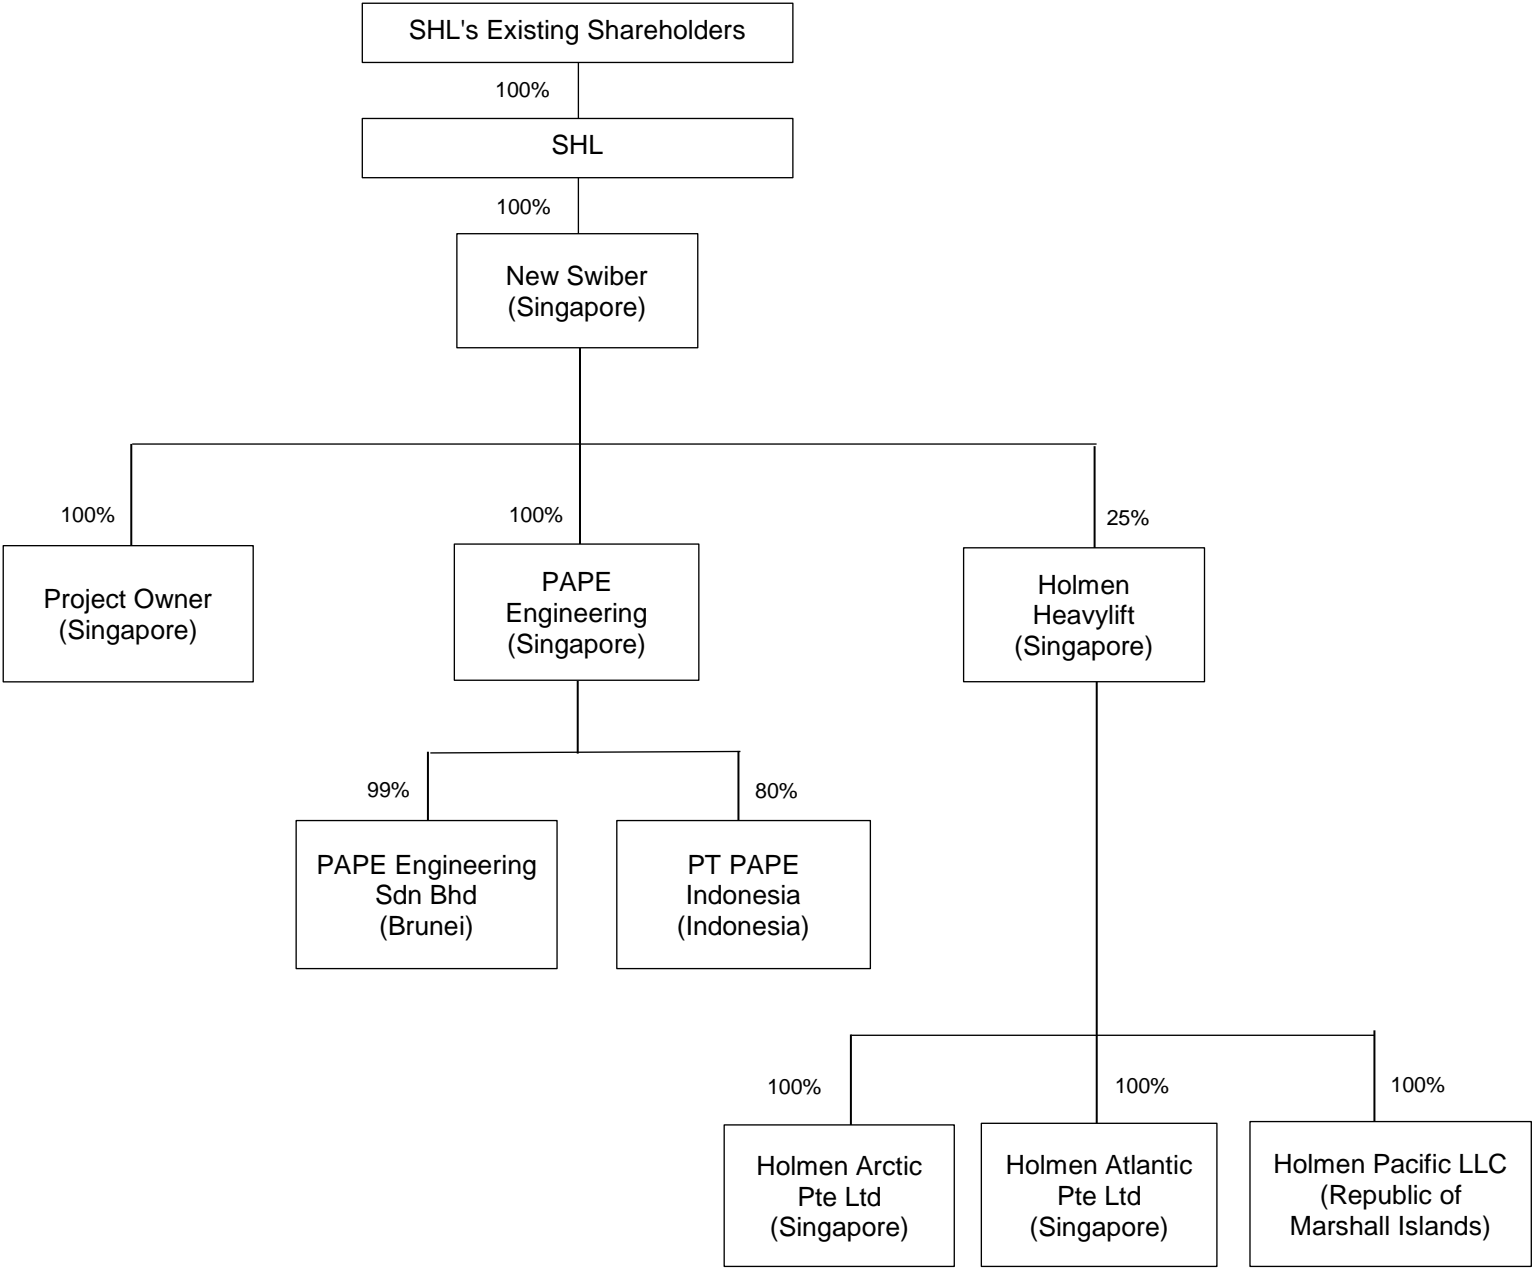 SHL's Existing Shareholders
100%
SHL
100%
New Swiber
(Singapore)
100%
100%
25%
Project Owner
(Singapore)
PAPE
Engineering
(Singapore)
Holmen
Heavylift
(Singapore)
99%
80%
PAPE Engineering
Sdn Bhd
(Brunei)
PT PAPE
Indonesia
(Indonesia)
100%
100%
100%
Holmen Arctic
Pte Ltd
(Singapore)
Holmen Atlantic
Pte Ltd
(Singapore)
Holmen Pacific LLC
(Republic of
Marshall Islands)